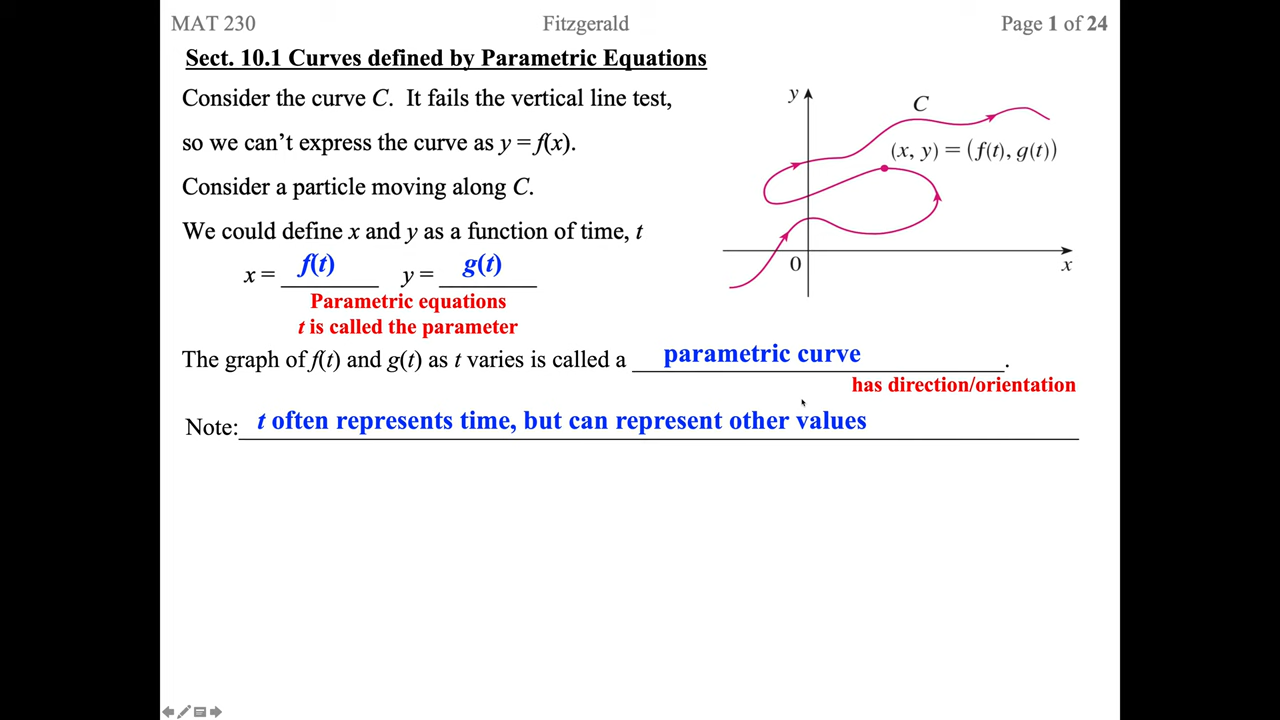 MAT 230 Fitzgerald Page 1 of 24
Sect. 10.1 Curves defined by Parametric Equations
Consider the curve C. It fails the vertical line test,
so we can’t express the curve as y = f(x).
Consider a particle moving along C.
We could define x and y as a function of time, t
x = f(t) y = g(t)
Parametric equations
t is called the parameter
y
C
(x, y) = (f(t), g(t))
0
x
The graph of f(t) and g(t) as t varies is called a parametric curve.
has direction/orientation
Note: t often represents time, but can represent other values